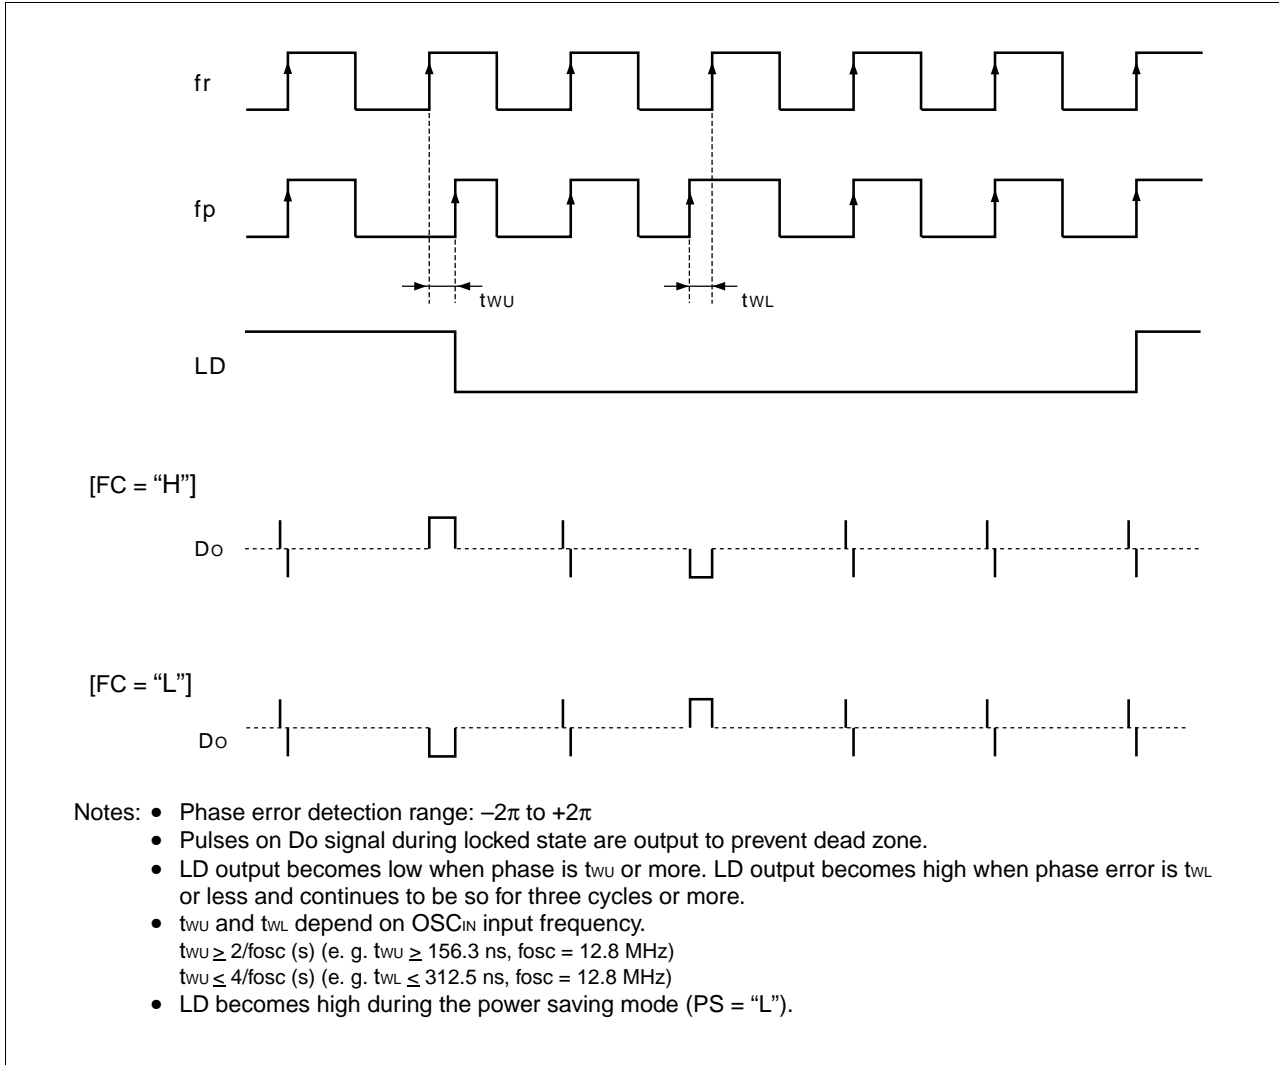 fr
fp
tWU
tWL
LD
[FC = “H”]
DO
[FC = “L”]
DO
Notes: • Phase error detection range: –2π to +2π
• Pulses on Do signal during locked state are output to prevent dead zone.
• LD output becomes low when phase is tWU or more. LD output becomes high when phase error is tWL
or less and continues to be so for three cycles or more.
• tWU and tWL depend on OSCIN input frequency.
tWU ≥ 2/fosc (s) (e. g. tWU ≥ 156.3 ns, fosc = 12.8 MHz)
tWU ≤ 4/fosc (s) (e. g. tWL ≤ 312.5 ns, fosc = 12.8 MHz)
• LD becomes high during the power saving mode (PS = “L”).